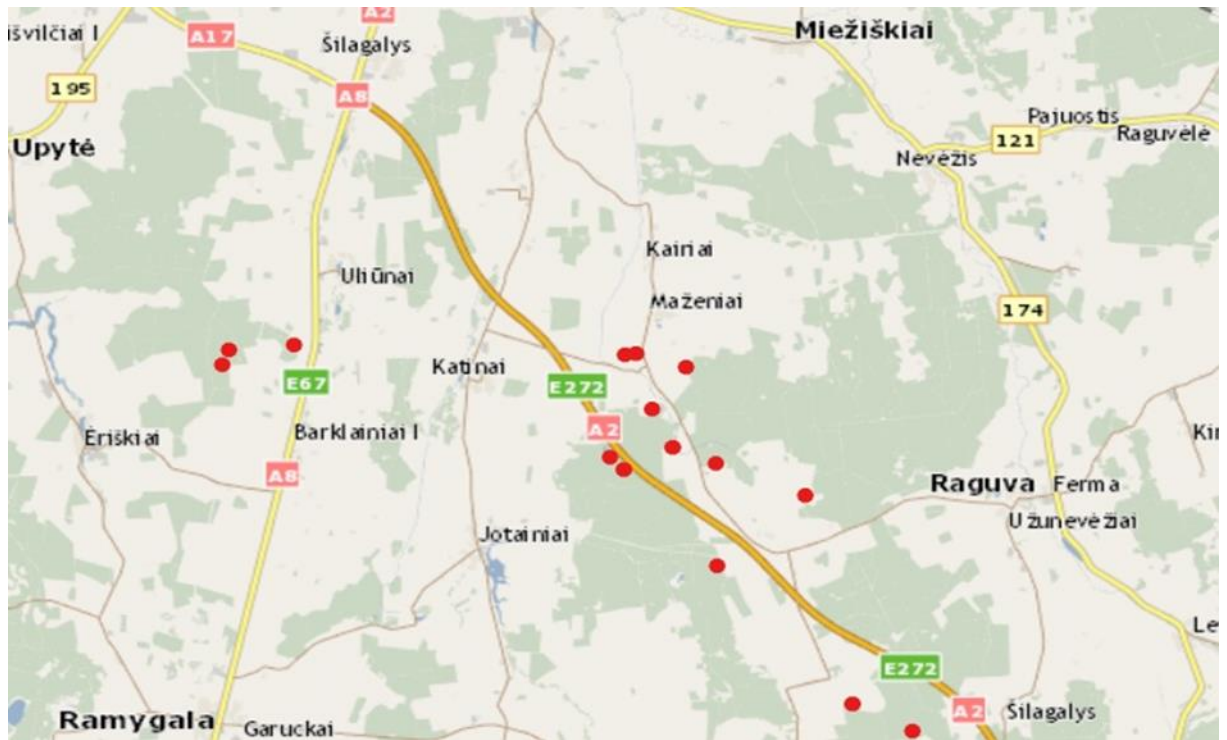 A2
išvilčiai I
A17
Šilagalys
Miežiškiai
195
A8
Pajuostis
121
Raguvėlė
Upytė
Nevėžis
Kairiai
Uliūnai
Maženiai
174
Katinai
E67
E272
A2
Ėriškiai
Barklainiai I
Kir
A8
Raguva
Ferma
Užunevėžiai
Jotainiai
Le
E272
Ramygala
Garuckai
A2
Šilagalys